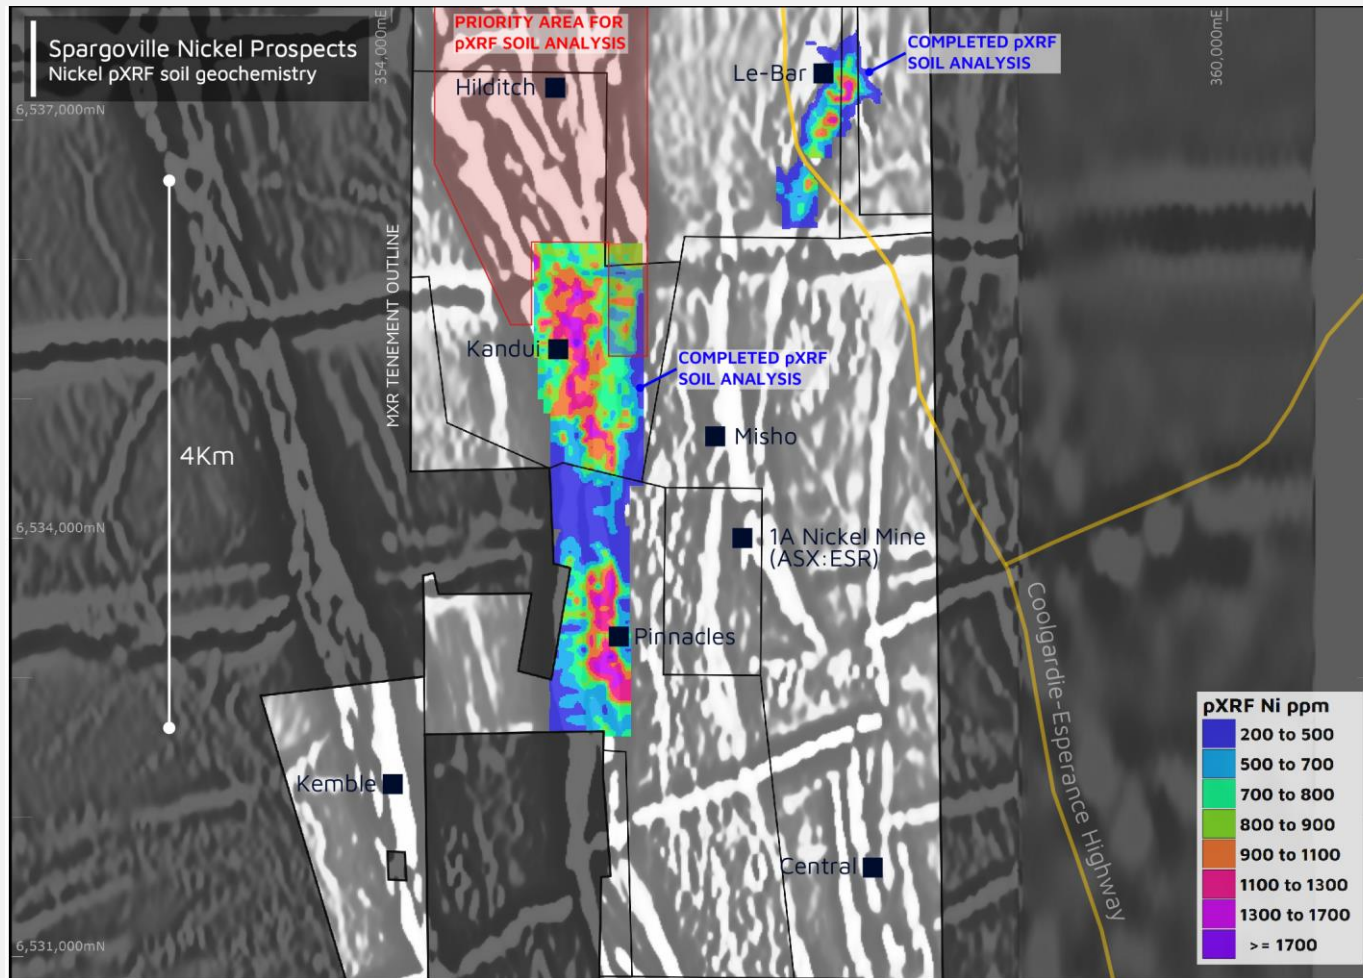 Spargoville Nickel Prospects
Nickel pXRF soil geochemistry
354,000mE
PRIORITY AREA FOR
pXRF SOIL ANALYSIS
360,000mE
Hilditch
Le-Bar
COMPLETED pXRF
SOIL ANALYSIS
6,537,000mN
MXR TENEMENT OUTLINE
Kandui
COMPLETED pXRF
SOIL ANALYSIS
Misho
4Km
6,534,000mN
1A Nickel Mine
(ASX:ESR)
Pinnacles
Coolgardie-Esperance Highway
Kemble
Central
6,531,000mN
pXRF Ni ppm
200 to 500
500 to 700
700 to 800
800 to 900
900 to 1100
1100 to 1300
1300 to 1700
>= 1700